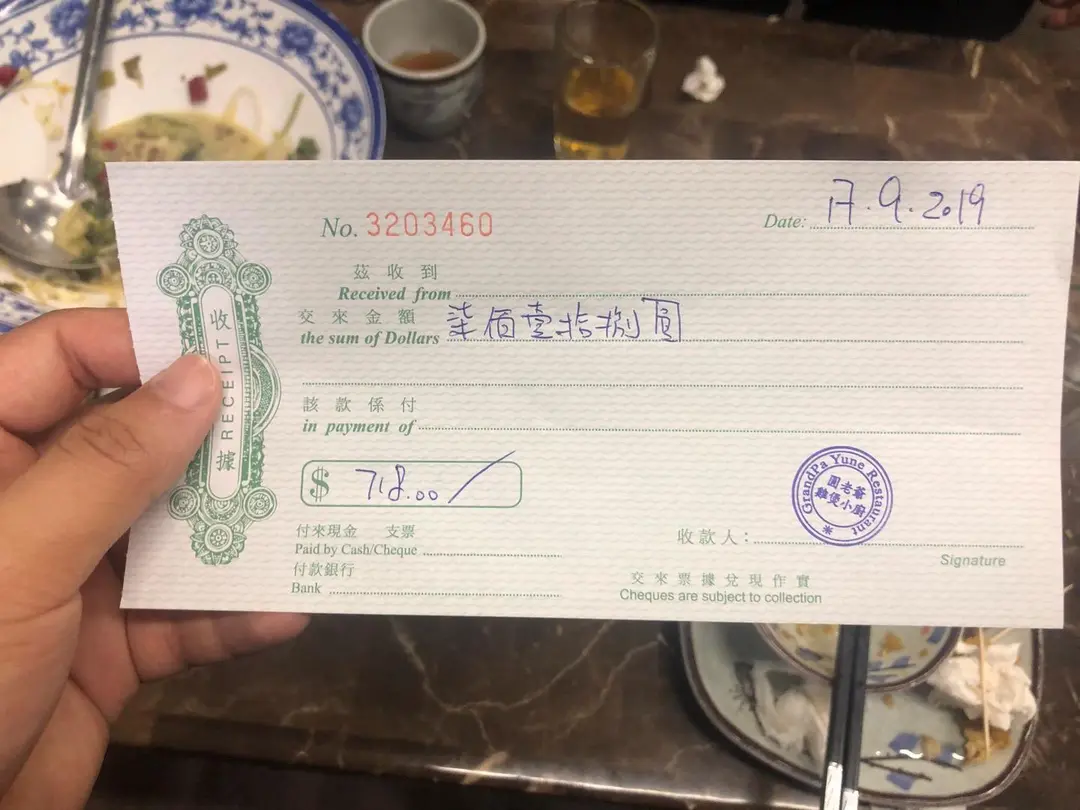 No. 3203460
Date: 17.9.2019
茲收到
Received from
交來金額 柒佰壹拾捌圓
the sum of Dollars
該款係付
in payment of
$ 718.00/
收 RECEIPT 據
付來現金 支票
Paid by Cash/Cheque
付款銀行
Bank
收款人：
GrandPa Yune Restaurant
圓老爺
雞煲小廚
Signature
交來票據兌現作實
Cheques are subject to collection